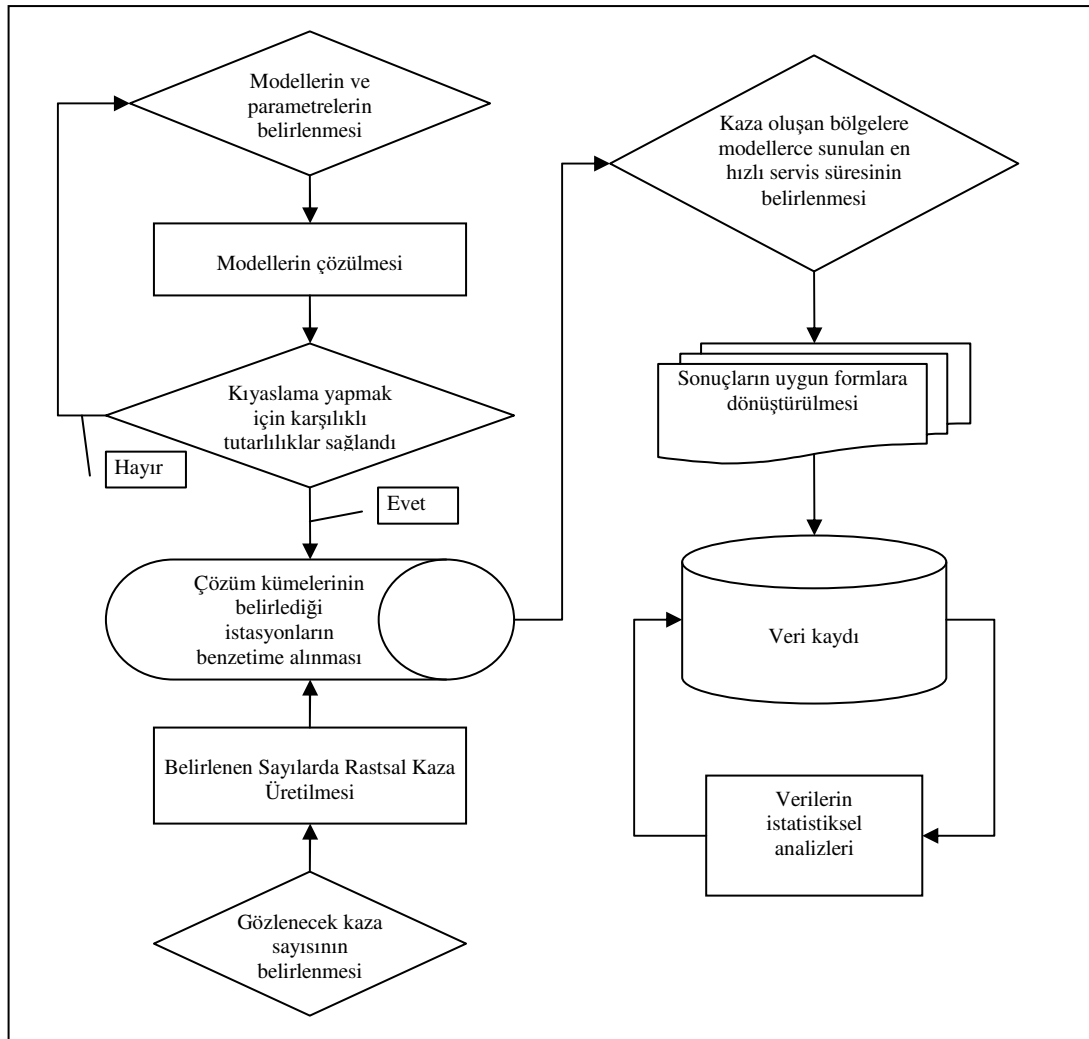 Modellerin ve
parametrelerin
belirlenmesi
Modellerin çözülmesi
Kıyaslama yapmak
için karşılıklı
tutarlılıklar sağlandı
Hayır
Evet
Çözüm kümelerinin
belirlediği
istasyonların
benzetime alınması
Belirlenen Sayılarda Rastsal Kaza
Üretilmesi
Gözlenecek kaza
sayısının
belirlenmesi
Kaza oluşan bölgelere
modellerce sunulan en
hızlı servis süresinin
belirlenmesi
Sonuçların uygun formlara
dönüştürülmesi
Veri kaydı
Verilerin
istatistiksel
analizleri